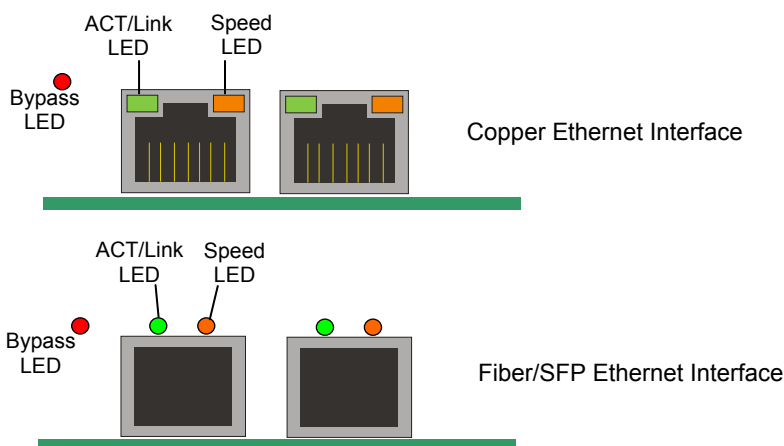 ACT/Link
LED
Speed
LED
Bypass
LED
Copper Ethernet Interface
ACT/Link
LED
Speed
LED
Bypass
LED
Fiber/SFP Ethernet Interface